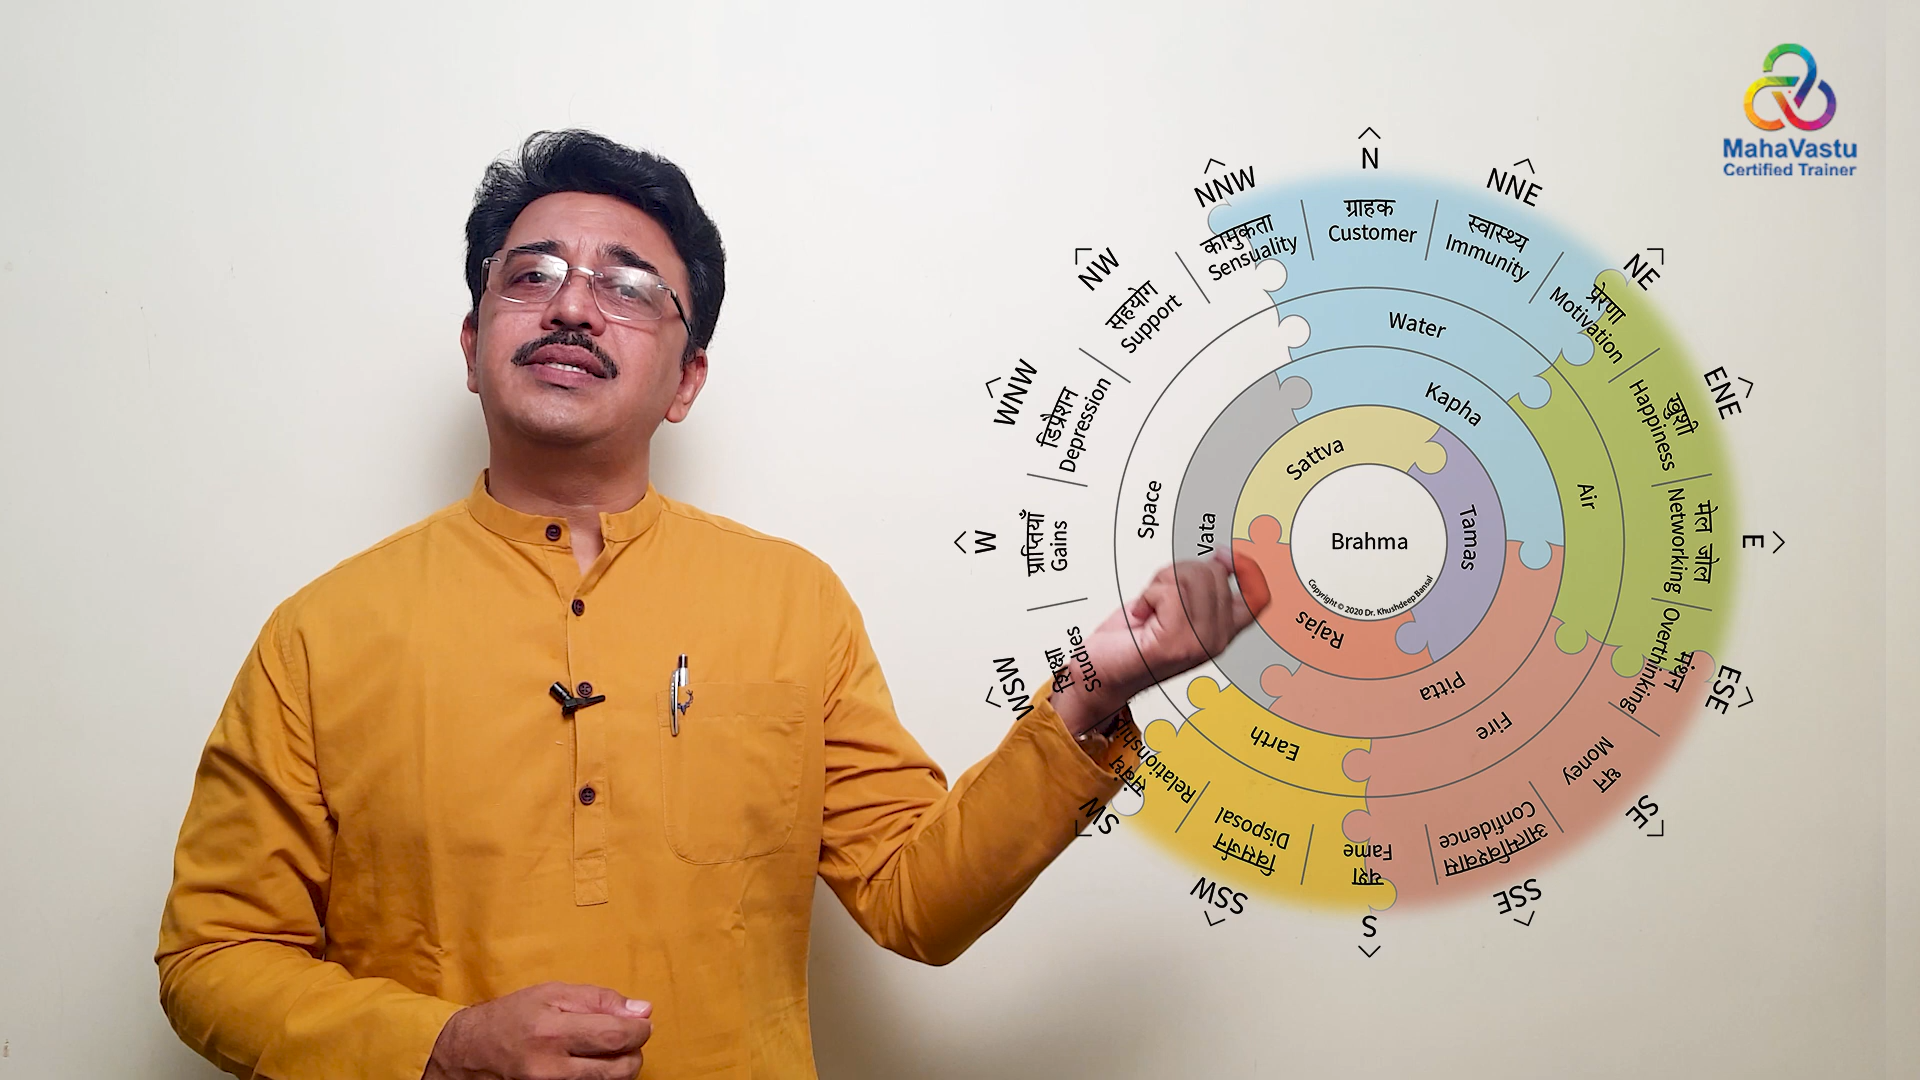 MahaVastu
Certified Trainer
N
NNE
NE
ENE
E
ESE
SE
SSE
S
SSW
SW
WSW
W
WNW
NW
NNW
ग्राहक
Customer
स्वास्थ्य
Immunity
प्रेरणा
Motivation
खुशी
Happiness
मेल जोल
Networking
मंथन
Overthinking
धन
Money
आत्मविश्वास
Confidence
यश
Fame
विसर्जन
Disposal
संबंध
Relationship
शिक्षा
Studies
प्राप्तियाँ
Gains
डिप्रैशन
Depression
सहयोग
Support
कामुकता
Sensuality
Water
Air
Fire
Earth
Space
Kapha
Pitta
Vata
Sattva
Tamas
Rajas
Brahma
Copyright © 2020 Dr. Khushdeep Bansal